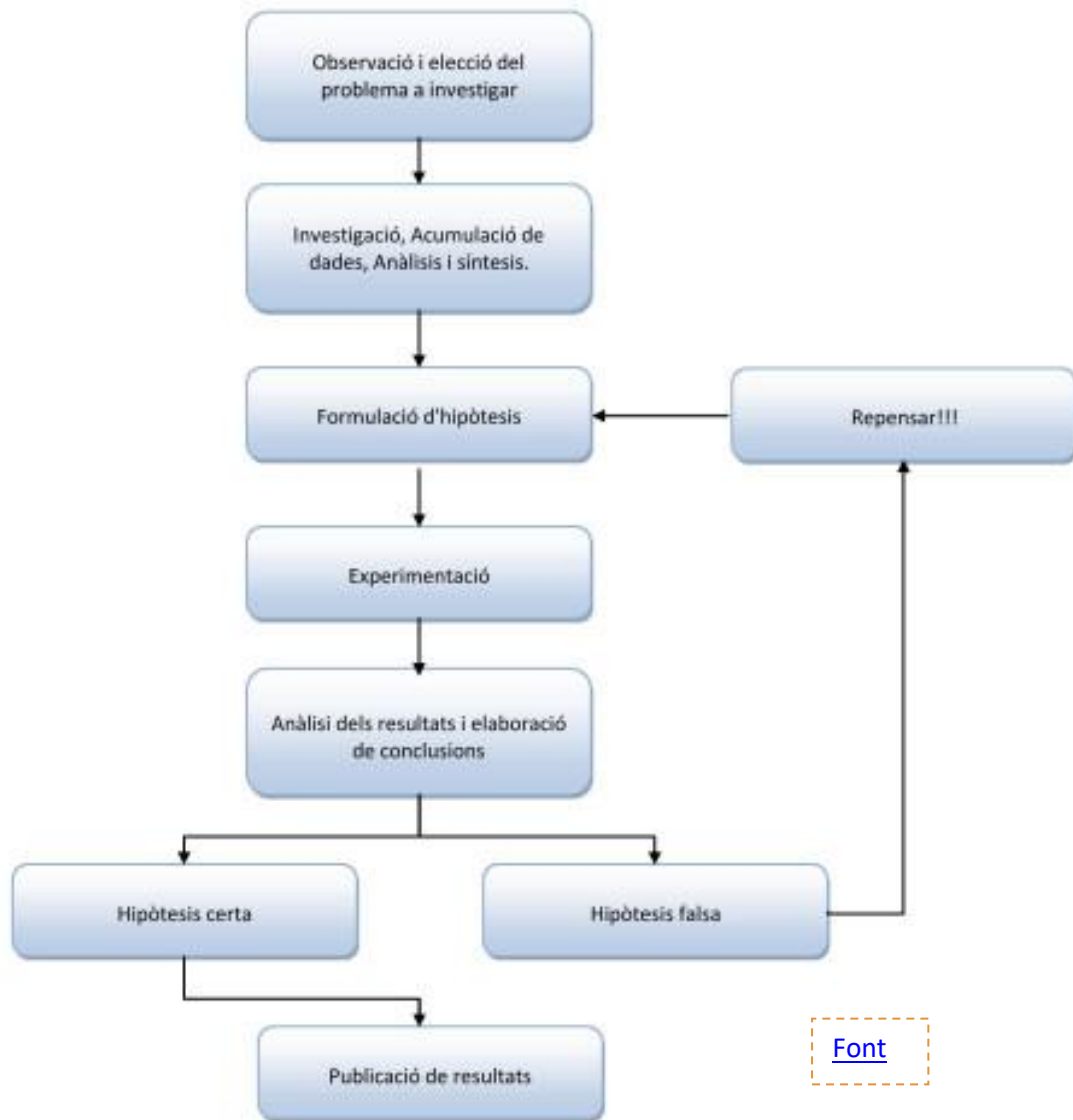 Observació i elecció del
problema a investigar
Investigació, Acumulació de
dades, Anàlisis i síntesis.
Formulació d'hipòtesis
Repensar!!!
Experimentació
Anàlisi dels resultats i elaboració
de conclusions
Hipòtesis certa
Hipòtesis falsa
Publicació de resultats
Font